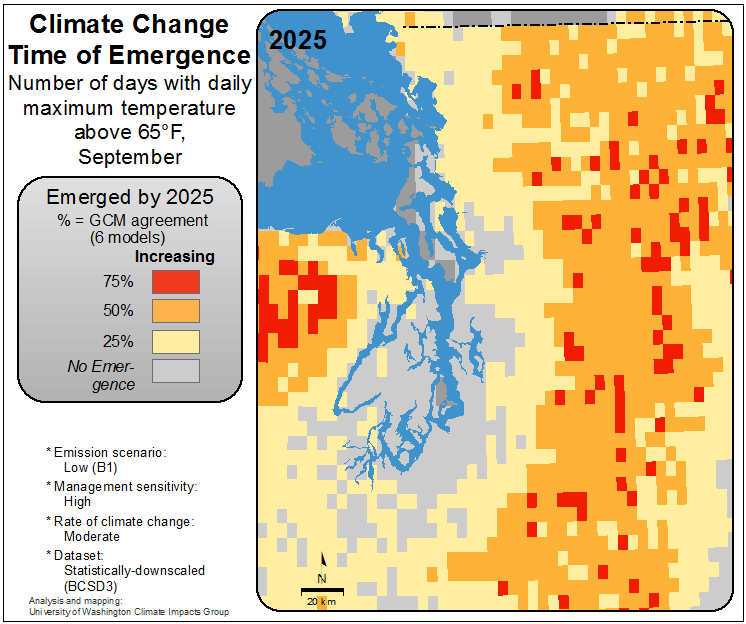 Climate Change
Time of Emergence
Number of days with daily
maximum temperature
above 65°F,
September
Emerged by 2025
% = GCM agreement
(6 models)
Increasing
75%
50%
25%
No Emer-
gence
* Emission scenario:
Low (B1)
* Management sensitivity:
High
* Rate of climate change:
Moderate
* Dataset:
Statistically-downscaled
(BCSD3)
Analysis and mapping:
University of Washington Climate Impacts Group
2025
N
20 km